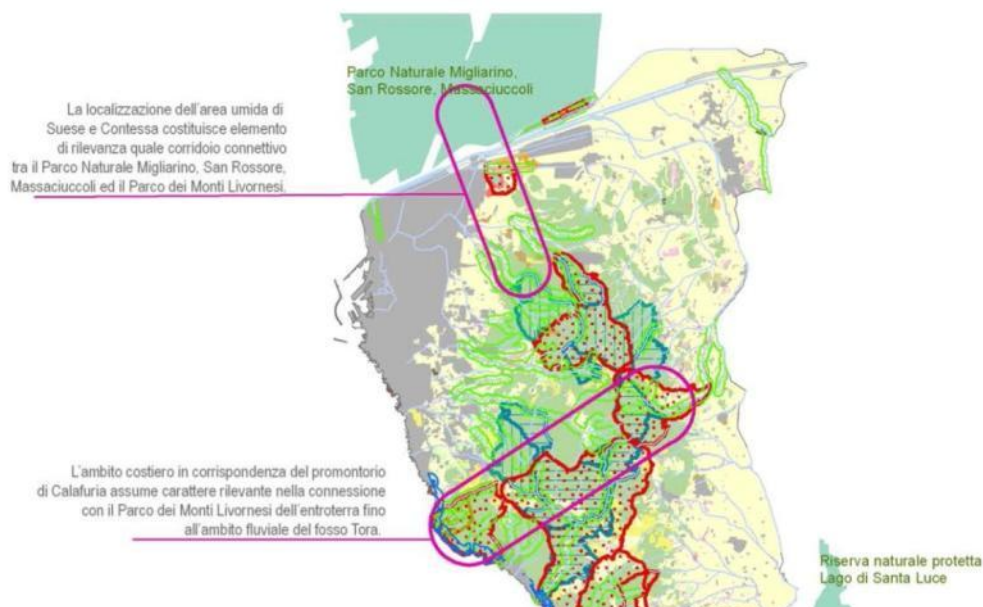 Parco Naturale Migliarino,
San Rossore, Massaciuccoli
La localizzazione dell'area umida di
Suese e Contessa costituisce elemento
di rilevanza quale corridoio connettivo
tra il Parco Naturale Migliarino, San Rossore,
Massaciuccoli ed il Parco dei Monti Livornesi.
L'ambito costiero in corrispondenza del promontorio
di Calafuria assume carattere rilevante nella connessione
con il Parco dei Monti Livornesi dell'entroterra fino
all'ambito fluviale del fosso Tora.
Riserva naturale protetta
Lago di Santa Luce